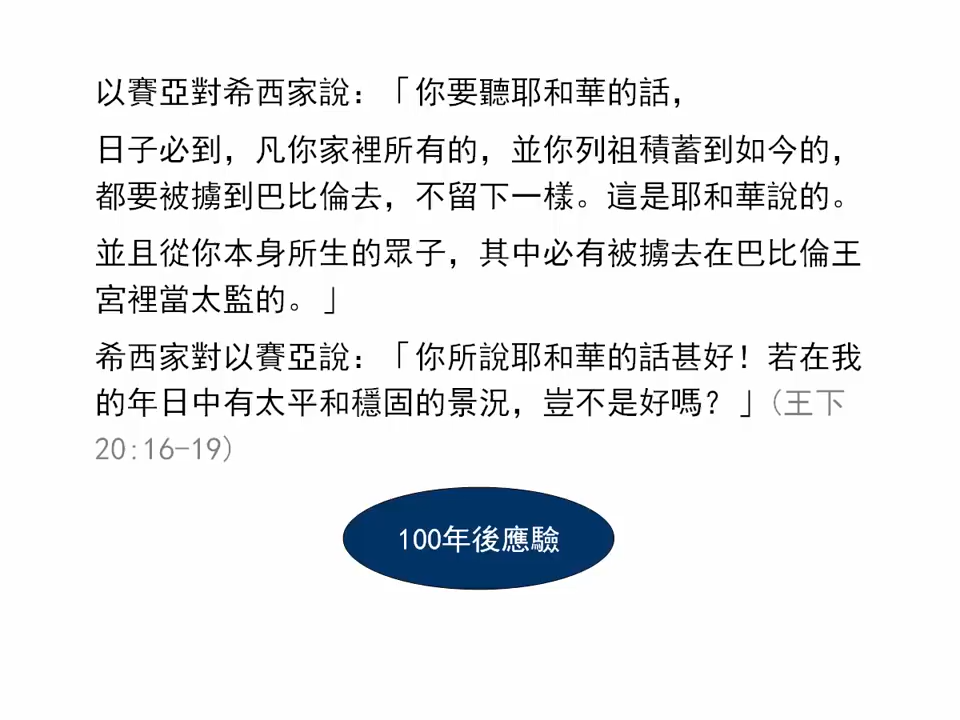 以賽亞對希西家說：「你要聽耶和華的話，
日子必到，凡你家裡所有的，並你列祖積蓄到如今的，
都要被擄到巴比倫去，不留下一樣。這是耶和華說的。
並且從你本身所生的眾子，其中必有被擄去在巴比倫王
宮裡當太監的。」
希西家對以賽亞說：「你所說耶和華的話甚好！若在我
的年日中有太平和穩固的景況，豈不是好嗎？」(王下
20:16-19)
100年後應驗